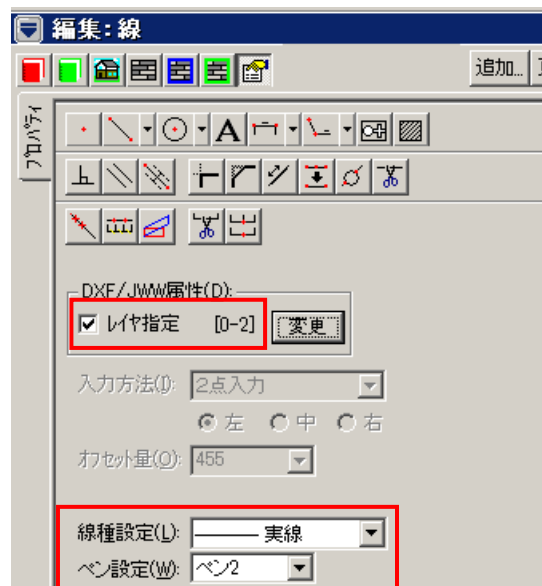 編集:線
追加...
プロパティ
A
DXF/JWW属性(D):
レイヤ指定 [0-2] 変更
入力方法(I): 2点入力
左 中 右
オフセット量(O): 455
線種設定(L): 実線
ペン設定(W): ペン2